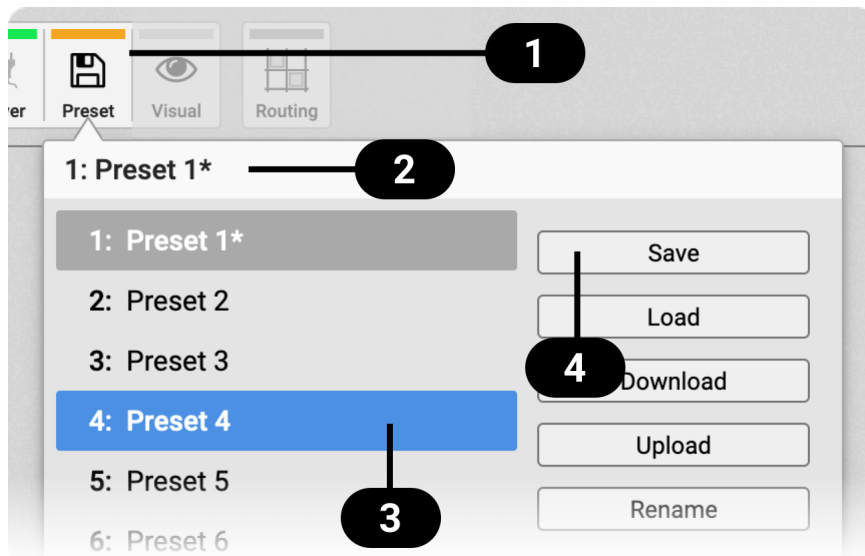 1
ver
Preset
Visual
Routing
1: Preset 1*
2
1: Preset 1*
2: Preset 2
3: Preset 3
4: Preset 4
5: Preset 5
6: Preset 6
3
Save
Load
4
Download
Upload
Rename